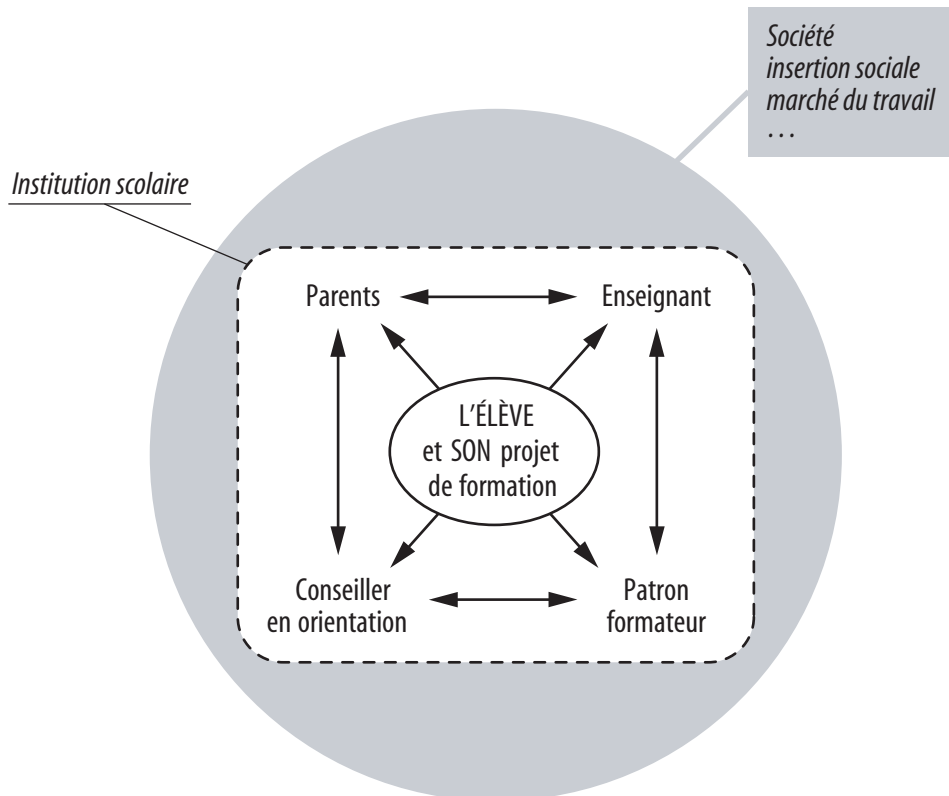 Société
insertion sociale
marché du travail
...
Institution scolaire
Parents
Enseignant
L'ÉLÈVE
et SON projet
de formation
Conseiller
en orientation
Patron
formateur